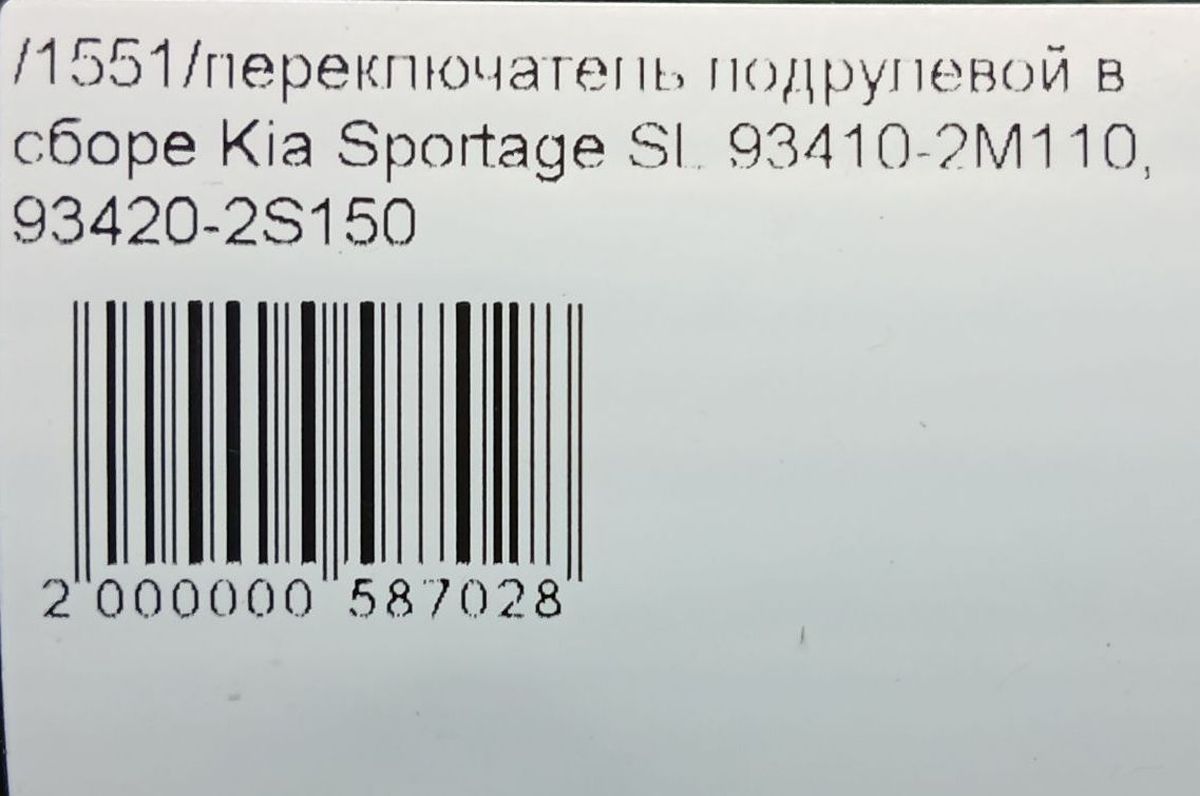 /1551/переключатель подрулевой в
сборе Kia Sportage SL 93410-2M110,
93420-2S150
2 000000 587028